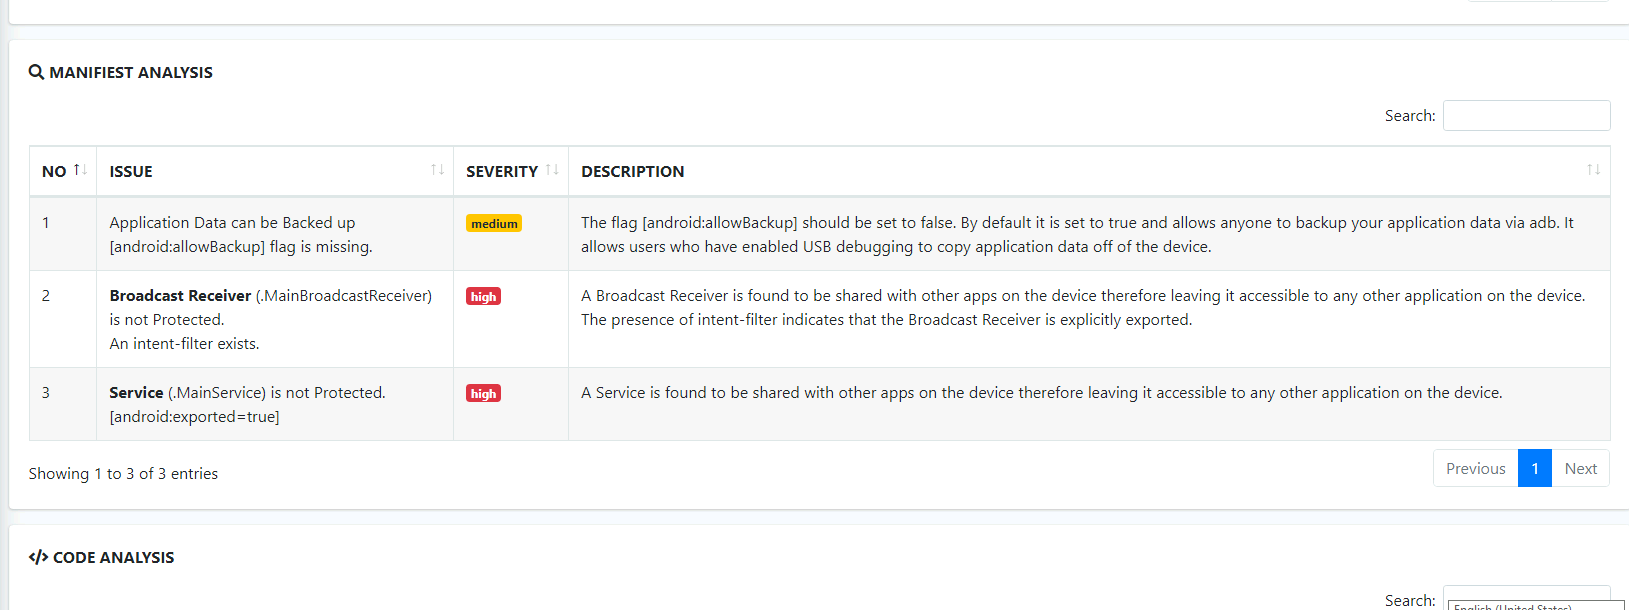 MANIFIEST ANALYSIS
Search:
NO ISSUE SEVERITY DESCRIPTION
1
Application Data can be Backed up
[android:allowBackup] flag is missing.
medium
The flag [android:allowBackup] should be set to false. By default it is set to true and allows anyone to backup your application data via adb. It
allows users who have enabled USB debugging to copy application data off of the device.
2
Broadcast Receiver (.MainBroadcastReceiver)
is not Protected.
An intent-filter exists.
high
A Broadcast Receiver is found to be shared with other apps on the device therefore leaving it accessible to any other application on the device.
The presence of intent-filter indicates that the Broadcast Receiver is explicitly exported.
3
Service (.MainService) is not Protected.
[android:exported=true]
high
A Service is found to be shared with other apps on the device therefore leaving it accessible to any other application on the device.
Showing 1 to 3 of 3 entries
Previous 1 Next
</> CODE ANALYSIS
Search:
English (United States)